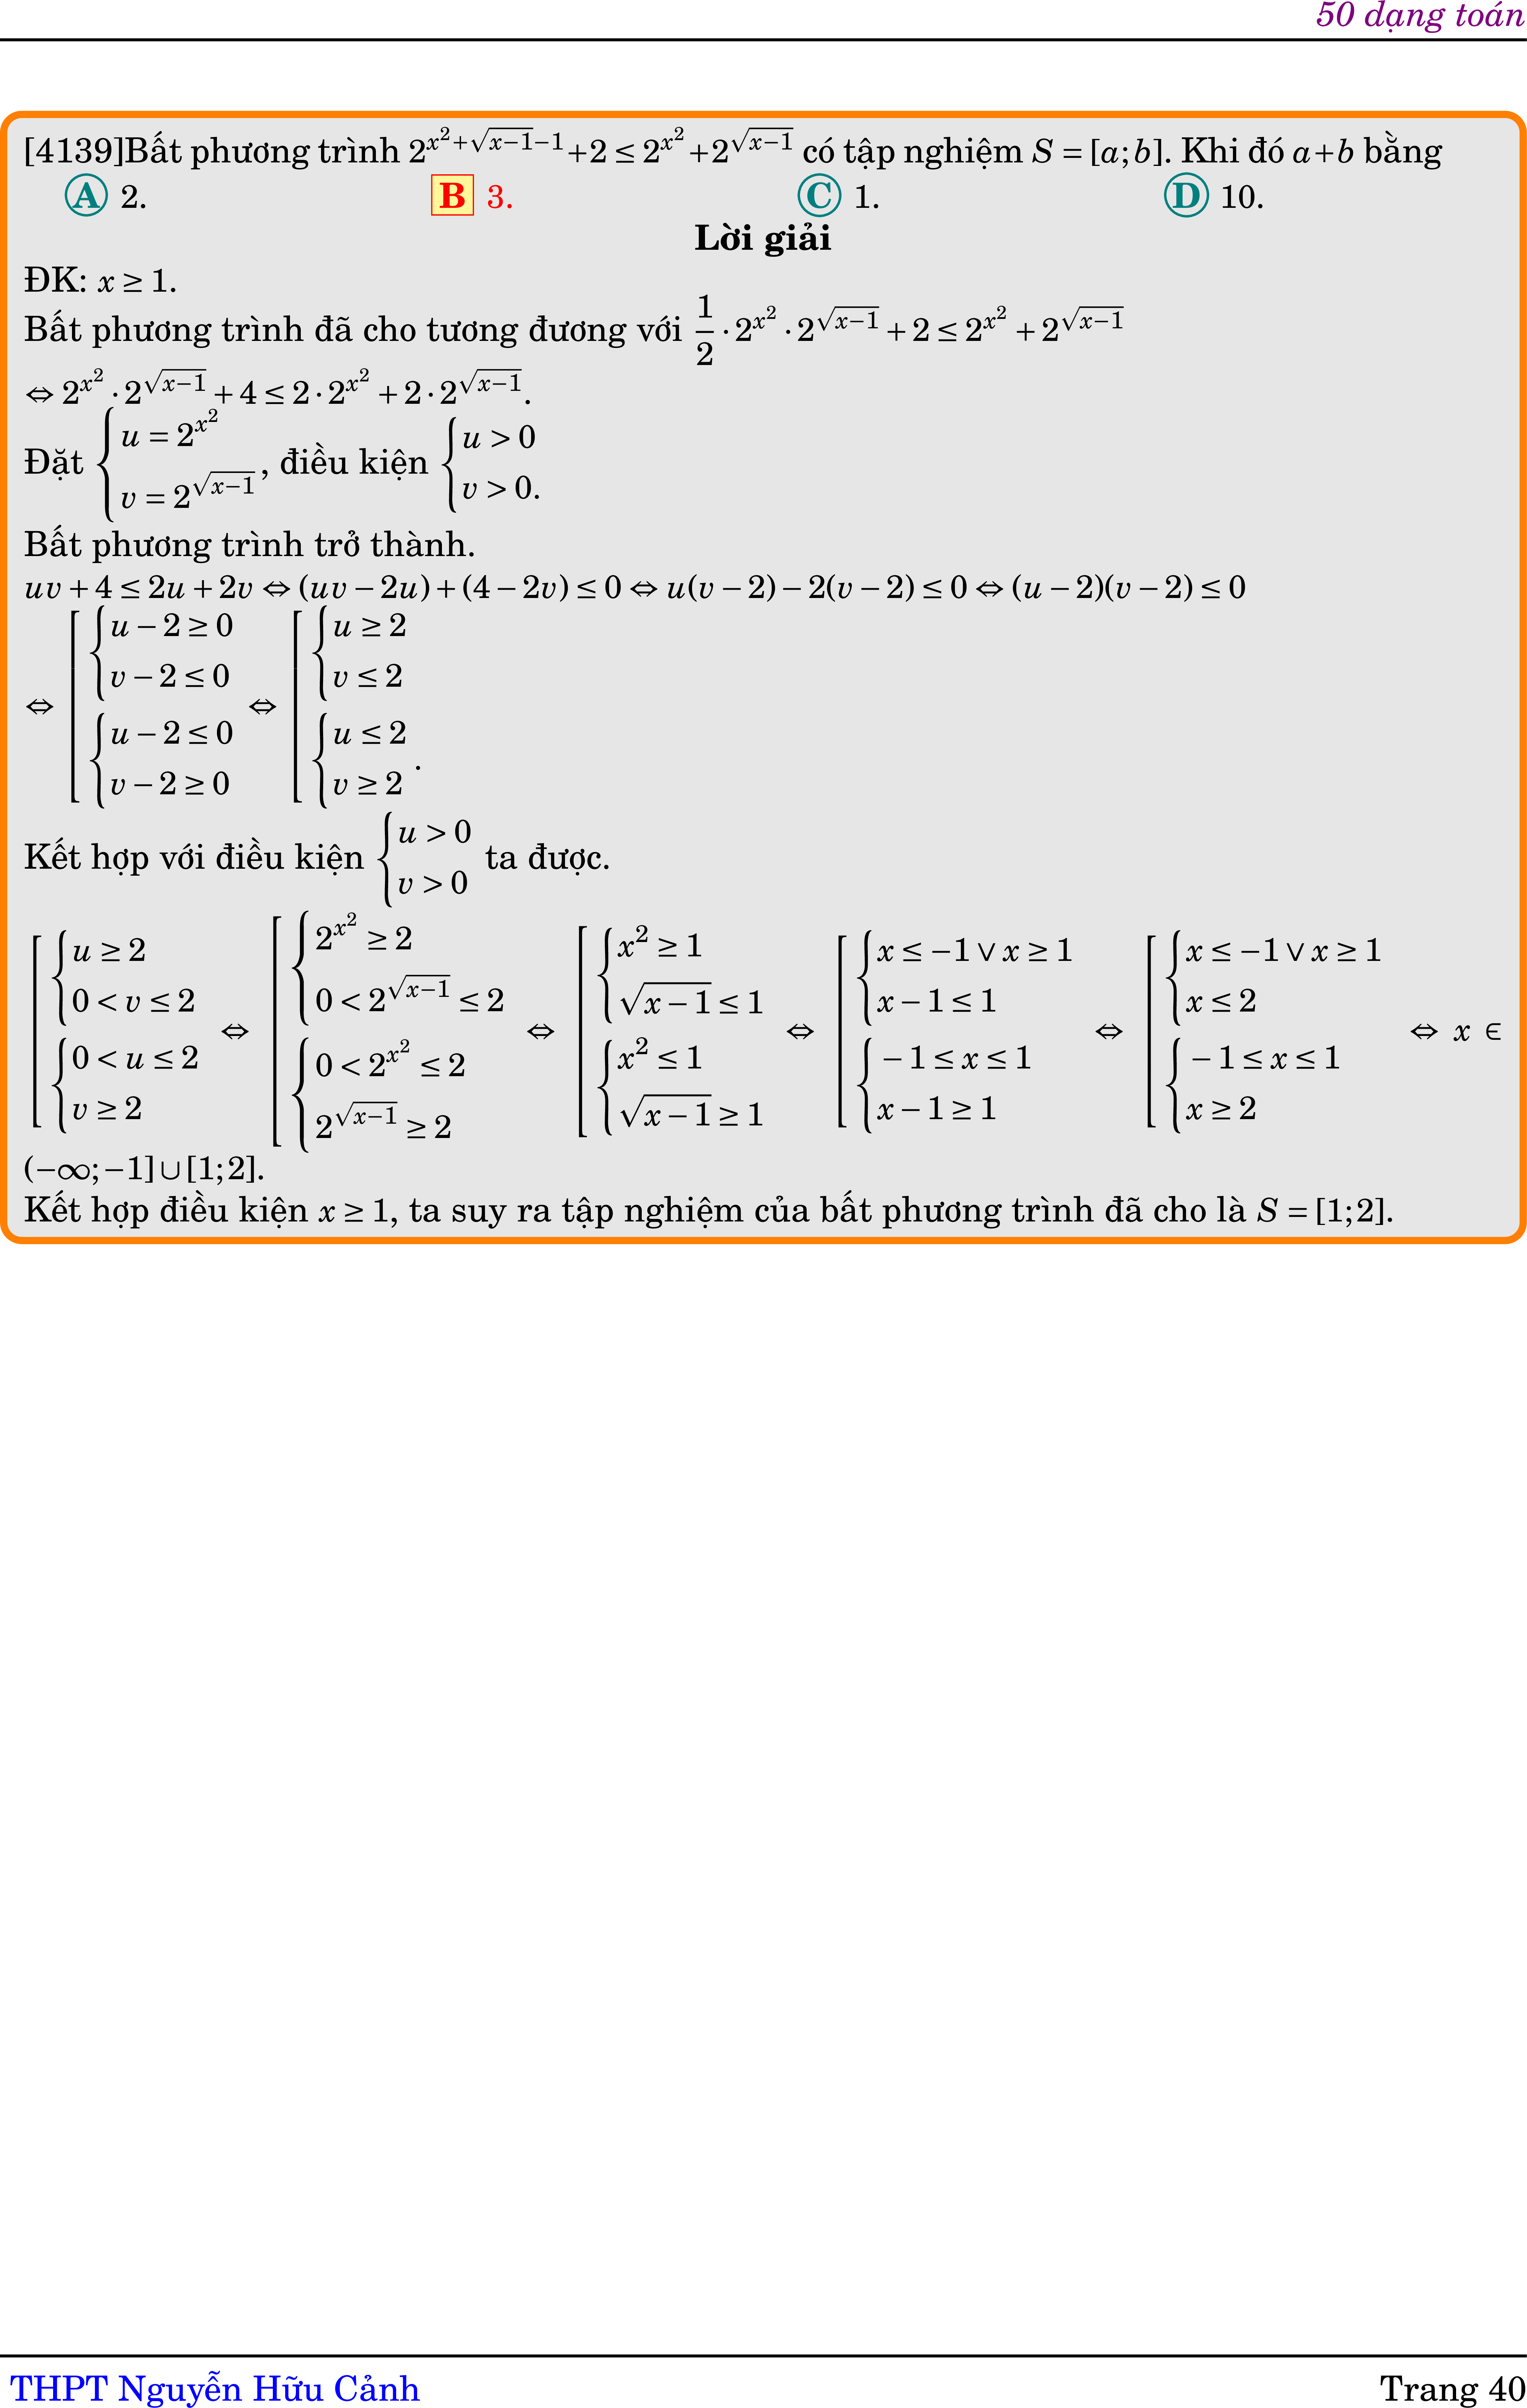 50 dạng toán
[4139]Bất phương trình $2^{x^2+\sqrt{x-1}-1}+2 \le 2^{x^2}+2^{\sqrt{x-1}}$ có tập nghiệm $S=[a;b]$. Khi đó $a+b$ bằng
A 2. B 3. C 1. D 10.
Lời giải
ĐK: $x \ge 1$.
Bất phương trình đã cho tương đương với $\dfrac{1}{2} \cdot 2^{x^2} \cdot 2^{\sqrt{x-1}} + 2 \le 2^{x^2} + 2^{\sqrt{x-1}}$
$\Leftrightarrow 2^{x^2} \cdot 2^{\sqrt{x-1}} + 4 \le 2 \cdot 2^{x^2} + 2 \cdot 2^{\sqrt{x-1}}$.
Đặt $\begin{cases} u = 2^{x^2} \\ v = 2^{\sqrt{x-1}} \end{cases}$, điều kiện $\begin{cases} u > 0 \\ v > 0. \end{cases}$
Bất phương trình trở thành.
$uv + 4 \le 2u + 2v \Leftrightarrow (uv - 2u) + (4 - 2v) \le 0 \Leftrightarrow u(v-2) - 2(v-2) \le 0 \Leftrightarrow (u-2)(v-2) \le 0$
$\Leftrightarrow \left[\begin{array}{l} \begin{cases} u-2 \ge 0 \\ v-2 \le 0 \end{cases} \\ \begin{cases} u-2 \le 0 \\ v-2 \ge 0 \end{cases} \end{array}\right. \Leftrightarrow \left[\begin{array}{l} \begin{cases} u \ge 2 \\ v \le 2 \end{cases} \\ \begin{cases} u \le 2 \\ v \ge 2 \end{cases}. \end{array}\right.$
Kết hợp với điều kiện $\begin{cases} u > 0 \\ v > 0 \end{cases}$ ta được.
$\left[\begin{array}{l} \begin{cases} u \ge 2 \\ 0 < v \le 2 \end{cases} \\ \begin{cases} 0 < u \le 2 \\ v \ge 2 \end{cases} \end{array}\right. \Leftrightarrow \left[\begin{array}{l} \begin{cases} 2^{x^2} \ge 2 \\ 0 < 2^{\sqrt{x-1}} \le 2 \end{cases} \\ \begin{cases} 0 < 2^{x^2} \le 2 \\ 2^{\sqrt{x-1}} \ge 2 \end{cases} \end{array}\right. \Leftrightarrow \left[\begin{array}{l} \begin{cases} x^2 \ge 1 \\ \sqrt{x-1} \le 1 \end{cases} \\ \begin{cases} x^2 \le 1 \\ \sqrt{x-1} \ge 1 \end{cases} \end{array}\right. \Leftrightarrow \left[\begin{array}{l} \begin{cases} x \le -1 \vee x \ge 1 \\ x-1 \le 1 \end{cases} \\ \begin{cases} -1 \le x \le 1 \\ x-1 \ge 1 \end{cases} \end{array}\right. \Leftrightarrow \left[\begin{array}{l} \begin{cases} x \le -1 \vee x \ge 1 \\ x \le 2 \end{cases} \\ \begin{cases} -1 \le x \le 1 \\ x \ge 2 \end{cases} \end{array}\right. \Leftrightarrow x \in$
$(-\infty;-1] \cup [1;2]$.
Kết hợp điều kiện $x \ge 1$, ta suy ra tập nghiệm của bất phương trình đã cho là $S = [1;2]$.
THPT Nguyễn Hữu Cảnh Trang 40